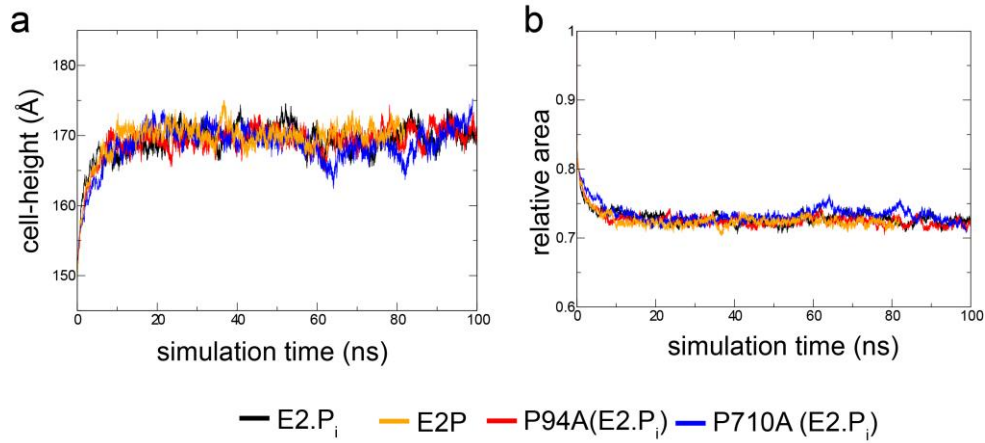 a
180
170
160
150
cell-height (Å)
0 20 40 60 80 100
simulation time (ns)
b
1
0.9
0.8
0.7
0.6
relative area
0 20 40 60 80 100
simulation time (ns)
E2.Pi E2P P94A(E2.Pi) P710A (E2.Pi)